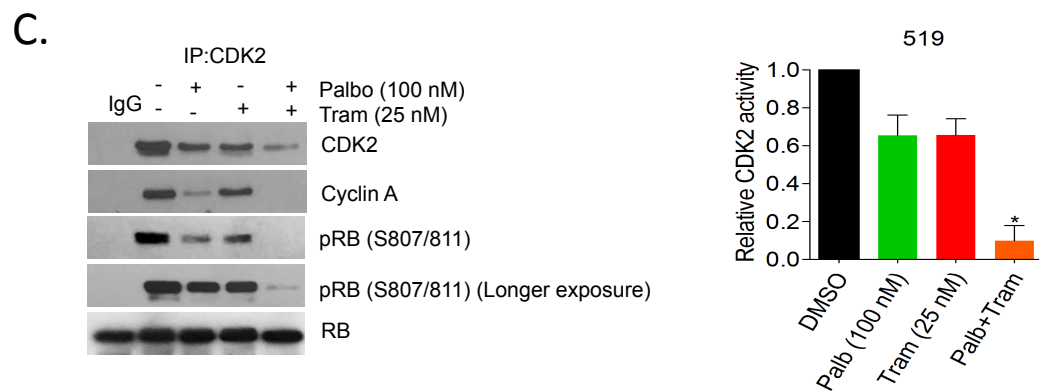 C.
IP:CDK2
- + - + Palbo (100 nM)
IgG - - + + Tram (25 nM)
CDK2
Cyclin A
pRB (S807/811)
pRB (S807/811) (Longer exposure)
RB
519
Relative CDK2 activity
1.0
0.8
0.6
0.4
0.2
0.0
*
DMSO
Palb (100 nM)
Tram (25 nM)
Palb+Tram